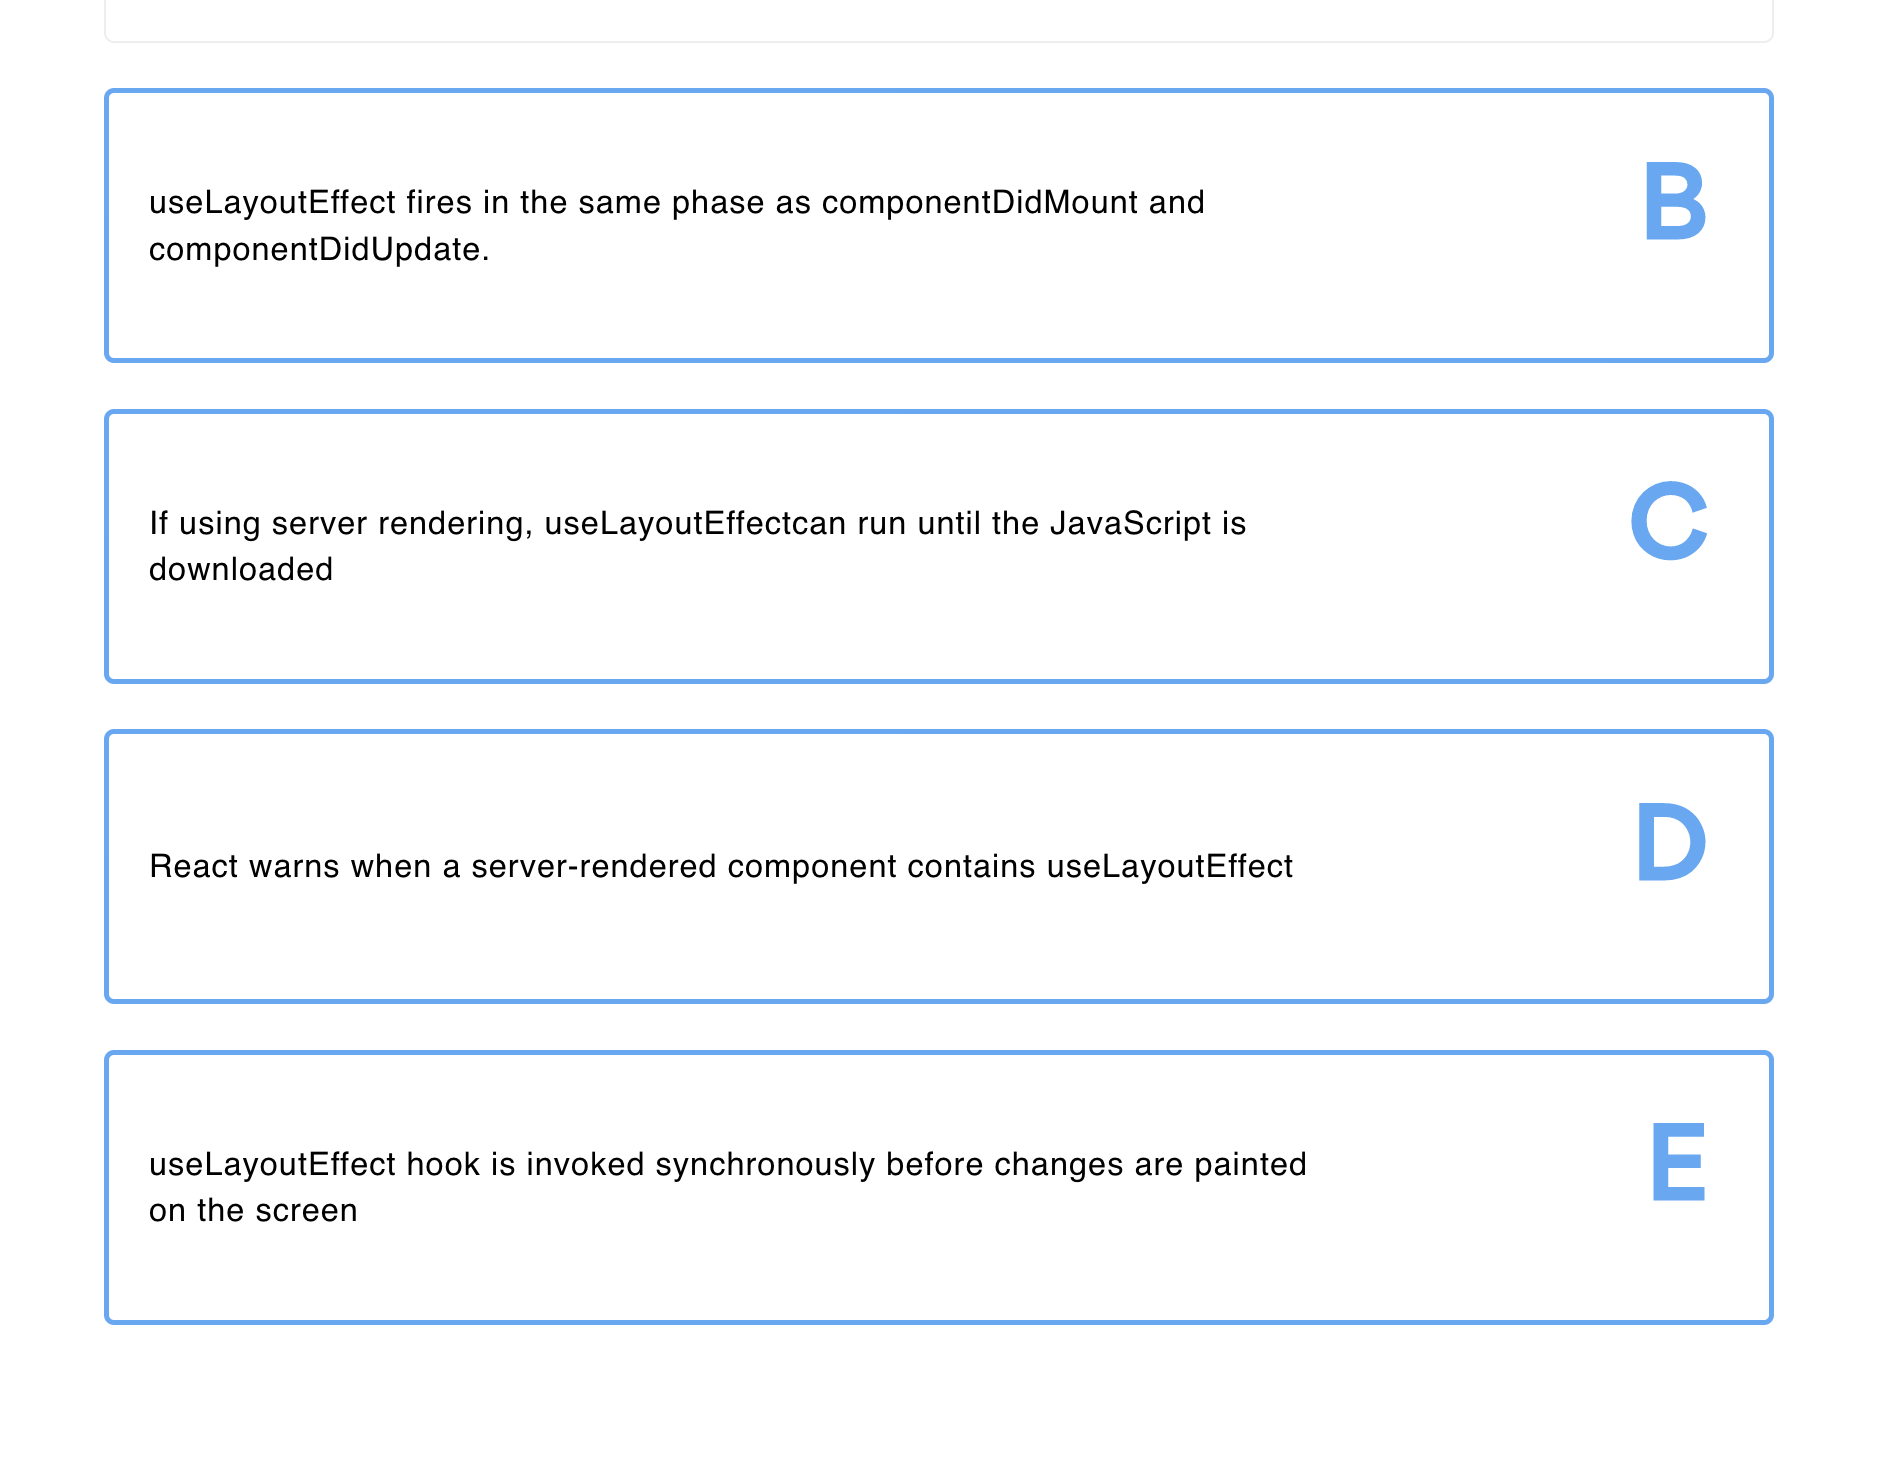 B
useLayoutEffect fires in the same phase as componentDidMount and
componentDidUpdate.
C
If using server rendering, useLayoutEffectcan run until the JavaScript is
downloaded
D
React warns when a server-rendered component contains useLayoutEffect
E
useLayoutEffect hook is invoked synchronously before changes are painted
on the screen